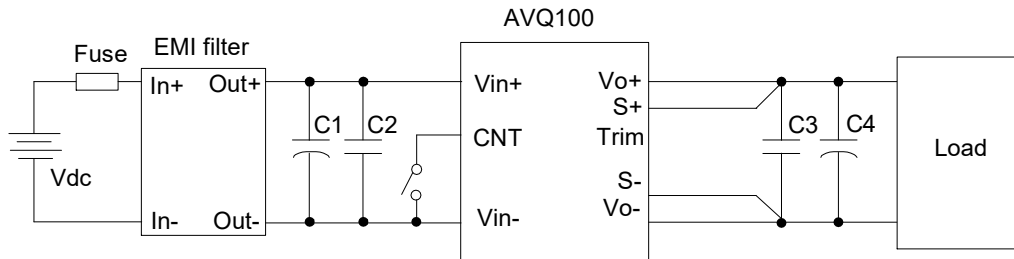 AVQ100
Fuse
EMI filter
In+
Out+
Vin+
Vo+
S+
C1
C2
CNT
Trim
C3
C4
Load
Vdc
S-
In-
Out-
Vin-
Vo-